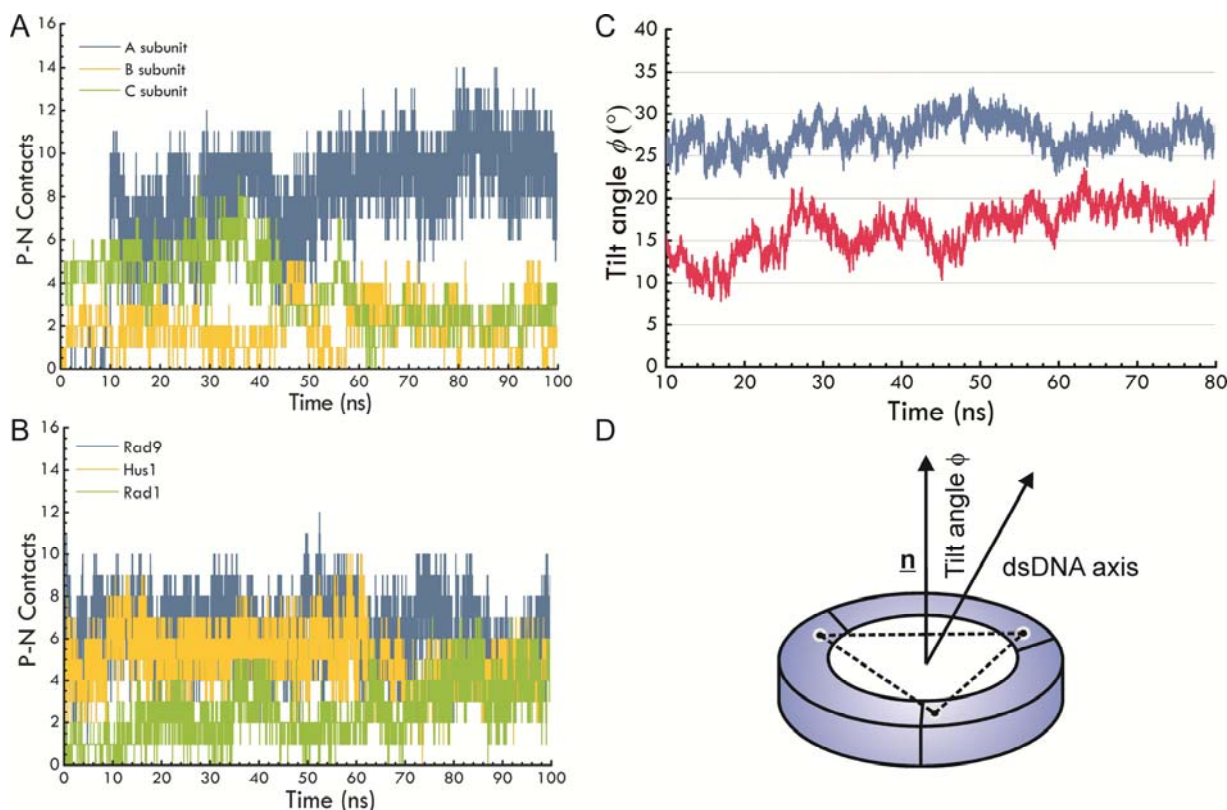 A
P-N Contacts
16
14
12
10
8
6
4
2
0
A subunit
B subunit
C subunit
0 10 20 30 40 50 60 70 80 90 100
Time (ns)
B
P-N Contacts
16
14
12
10
8
6
4
2
0
Rad9
Hus1
Rad1
0 10 20 30 40 50 60 70 80 90 100
Time (ns)
C
Tilt angle ϕ (°)
40
35
30
25
20
15
10
5
0
10 20 30 40 50 60 70 80
Time (ns)
D
n
Tilt angle ϕ
dsDNA axis